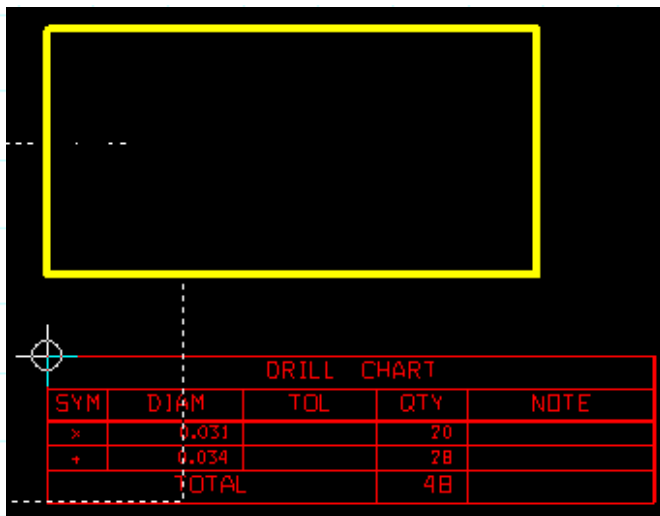 DRILL CHART
SYM DIAM TOL QTY NOTE
× 0.031 20
+ 0.034 28
TOTAL 48